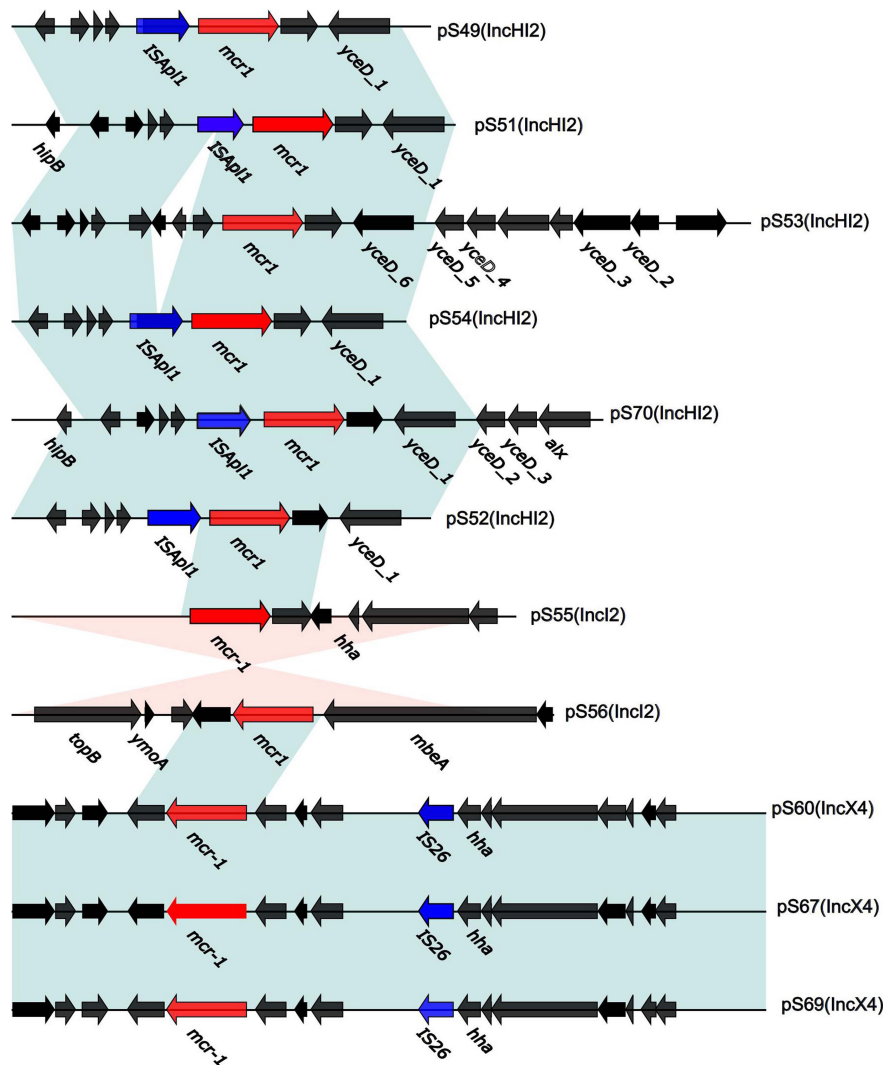 pS49(IncHI2)
ISApl1 mcr1 yceD_1
pS51(IncHI2)
hipB ISApl1 mcr1 yceD_1
pS53(IncHI2)
mcr1 yceD_6 yceD_5 yceD_4 yceD_3 yceD_2
pS54(IncHI2)
ISApl1 mcr1 yceD_1
pS70(IncHI2)
hipB ISApl1 mcr1 yceD_1 yceD_2 yceD_3 alx
pS52(IncHI2)
ISApl1 mcr1 yceD_1
pS55(IncI2)
mcr-1 hha
pS56(IncI2)
topB ymoA mcr1 mbeA
pS60(IncX4)
mcr-1 IS26 hha
pS67(IncX4)
mcr-1 IS26 hha
pS69(IncX4)
mcr-1 IS26 hha